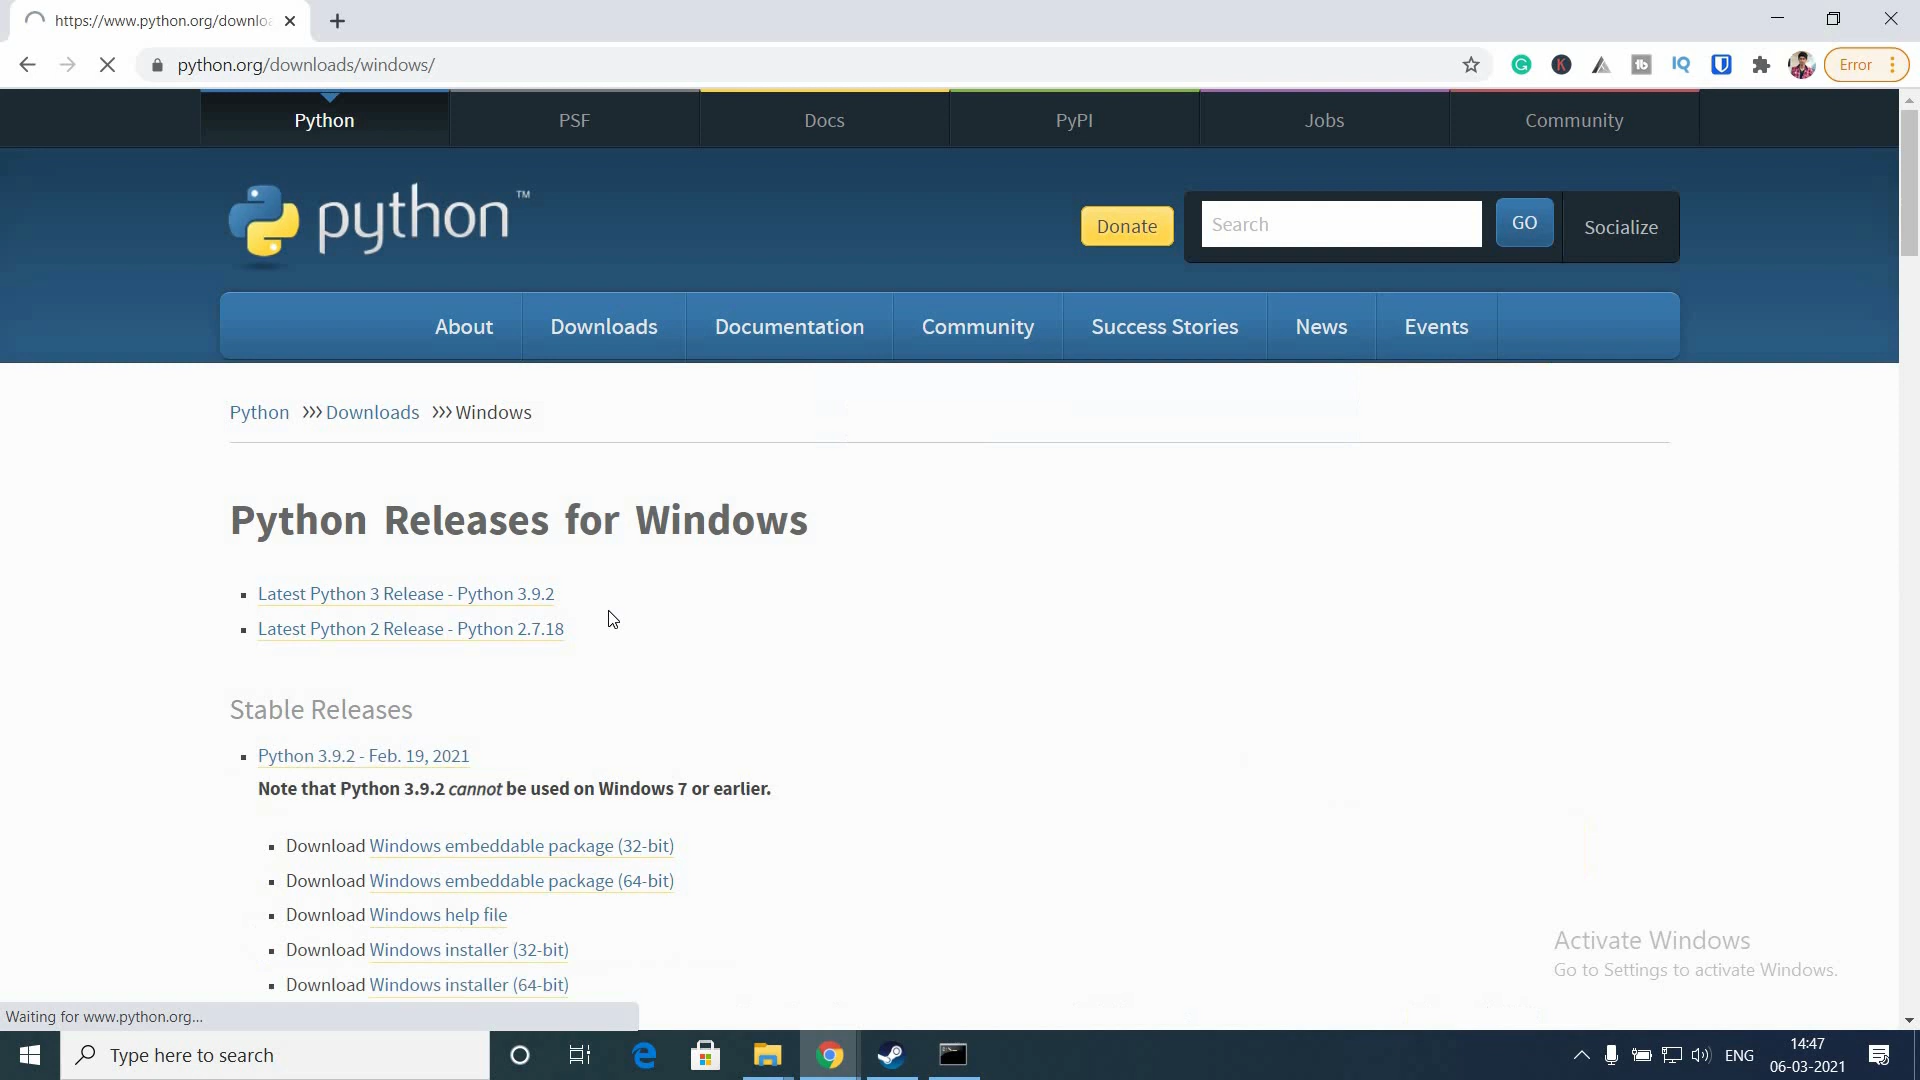 https://www.python.org/downlo
python.org/downloads/windows/
Error
Python
PSF
Docs
PyPI
Jobs
Community
python™
Donate
Search
GO
Socialize
About
Downloads
Documentation
Community
Success Stories
News
Events
Python >>> Downloads >>> Windows
Python Releases for Windows
Latest Python 3 Release - Python 3.9.2
Latest Python 2 Release - Python 2.7.18
Stable Releases
Python 3.9.2 - Feb. 19, 2021
Note that Python 3.9.2 cannot be used on Windows 7 or earlier.
Download Windows embeddable package (32-bit)
Download Windows embeddable package (64-bit)
Download Windows help file
Download Windows installer (32-bit)
Download Windows installer (64-bit)
Activate Windows
Go to Settings to activate Windows.
Waiting for www.python.org...
Type here to search
ENG
14:47
06-03-2021